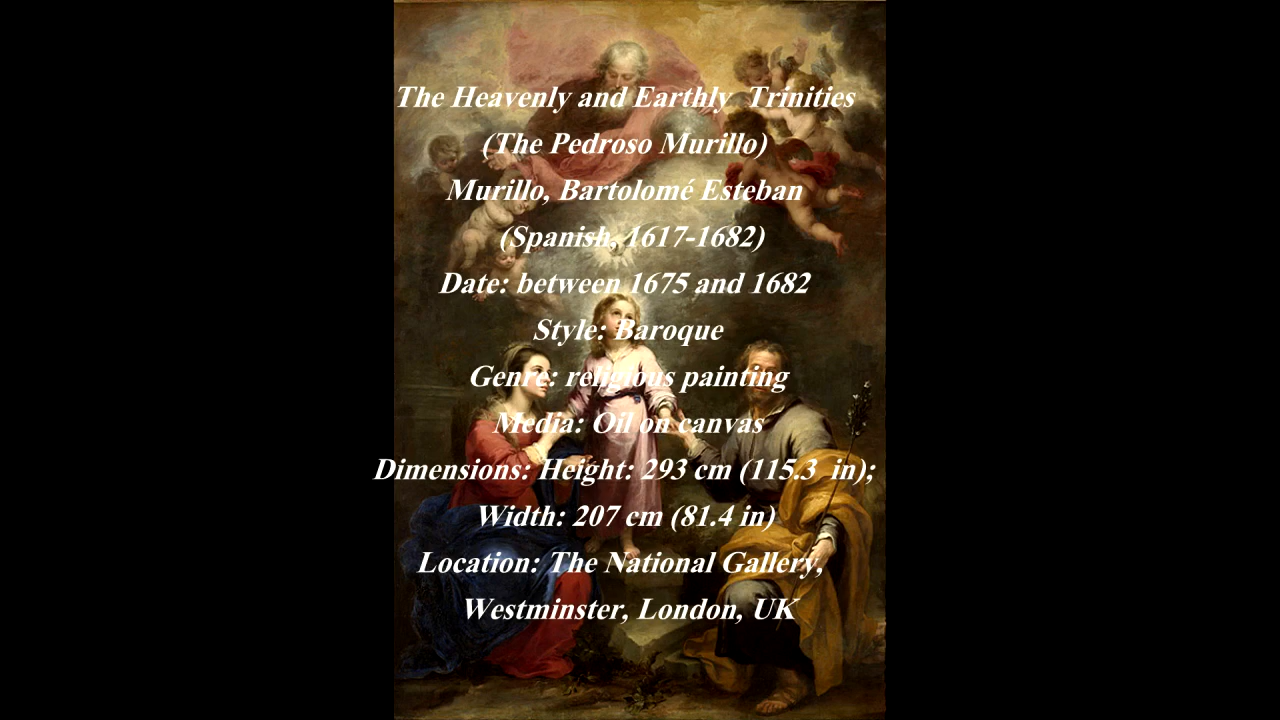 The Heavenly and Earthly  Trinities
(The Pedroso Murillo)
Murillo, Bartolomé Esteban
(Spanish, 1617-1682)
Date: between 1675 and 1682
Style: Baroque
Genre: religious painting
Media: Oil on canvas
Dimensions: Height: 293 cm (115.3  in);
Width: 207 cm (81.4 in)
Location: The National Gallery,
Westminster, London, UK